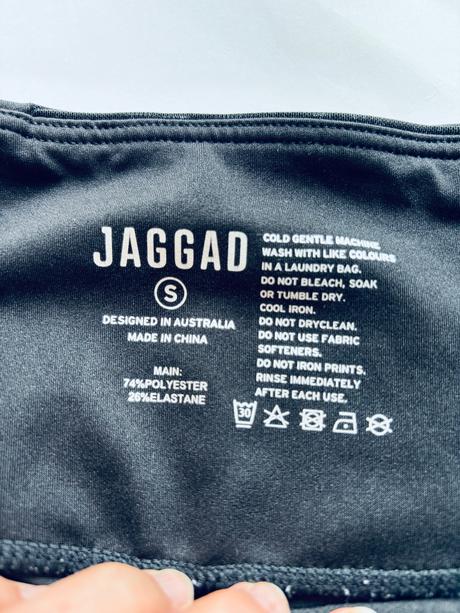 JAGGAD
S
DESIGNED IN AUSTRALIA
MADE IN CHINA
MAIN:
74%POLYESTER
26%ELASTANE
COLD GENTLE MACHINE
WASH WITH LIKE COLOURS
IN A LAUNDRY BAG.
DO NOT BLEACH, SOAK
OR TUMBLE DRY.
COOL IRON.
DO NOT DRYCLEAN.
DO NOT USE FABRIC
SOFTENERS.
DO NOT IRON PRINTS.
RINSE IMMEDIATELY
AFTER EACH USE.
30